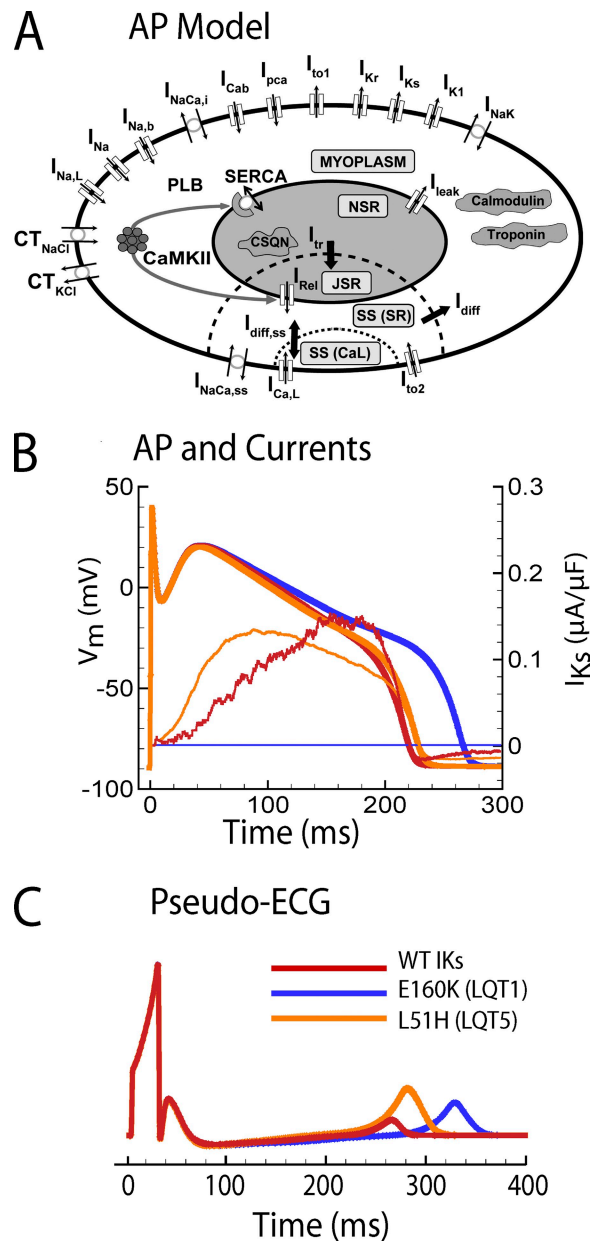 A
AP Model
I_Na,L
I_Na
I_Na,b
I_NaCa,i
I_Cab
I_pca
I_to1
I_Kr
I_Ks
I_K1
I_NaK
MYOPLASM
PLB
SERCA
NSR
I_leak
Calmodulin
Troponin
CT_NaCl
CaMKII
CSQN
I_tr
CT_KCl
I_Rel
JSR
SS (SR)
I_diff
I_diff,ss
SS (CaL)
I_NaCa,ss
I_Ca,L
I_to2
B
AP and Currents
50
0
-50
-100
V_m (mV)
0.3
0.2
0.1
0
I_Ks (μA/μF)
0 100 200 300
Time (ms)
C
Pseudo-ECG
WT IKs
E160K (LQT1)
L51H (LQT5)
0 100 200 300 400
Time (ms)